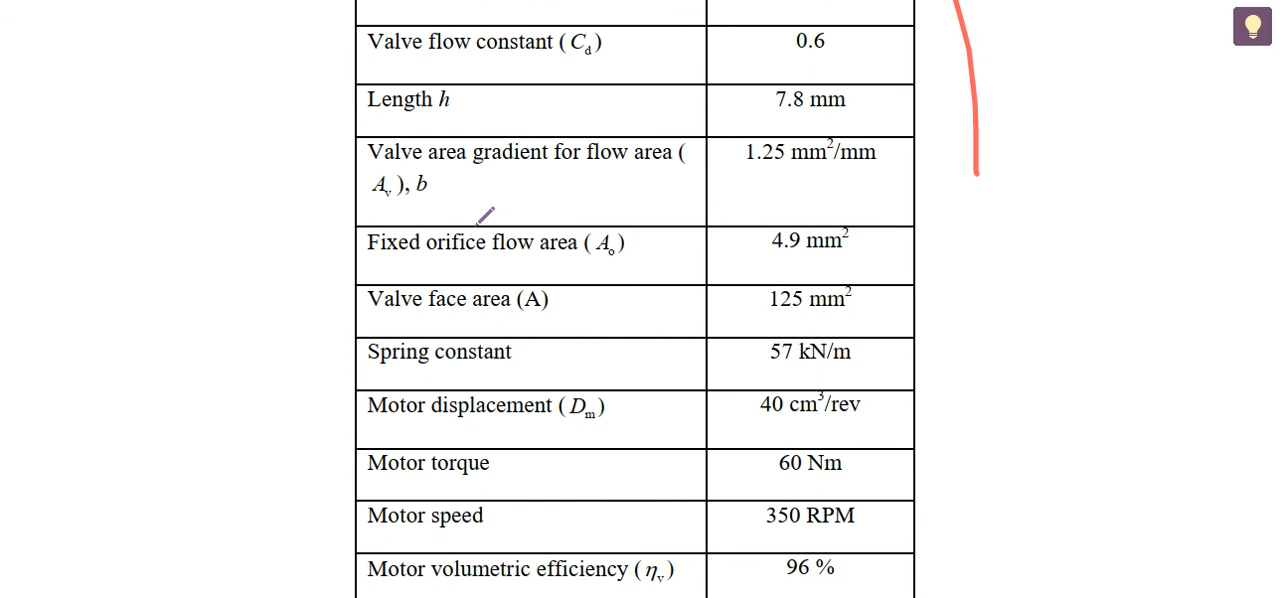 Valve flow constant ( C_d ) 0.6
Length h 7.8 mm
Valve area gradient for flow area ( 1.25 mm²/mm
A_v ), b
Fixed orifice flow area ( A_o ) 4.9 mm²
Valve face area (A) 125 mm²
Spring constant 57 kN/m
Motor displacement ( D_m ) 40 cm³/rev
Motor torque 60 Nm
Motor speed 350 RPM
Motor volumetric efficiency ( η_v ) 96 %